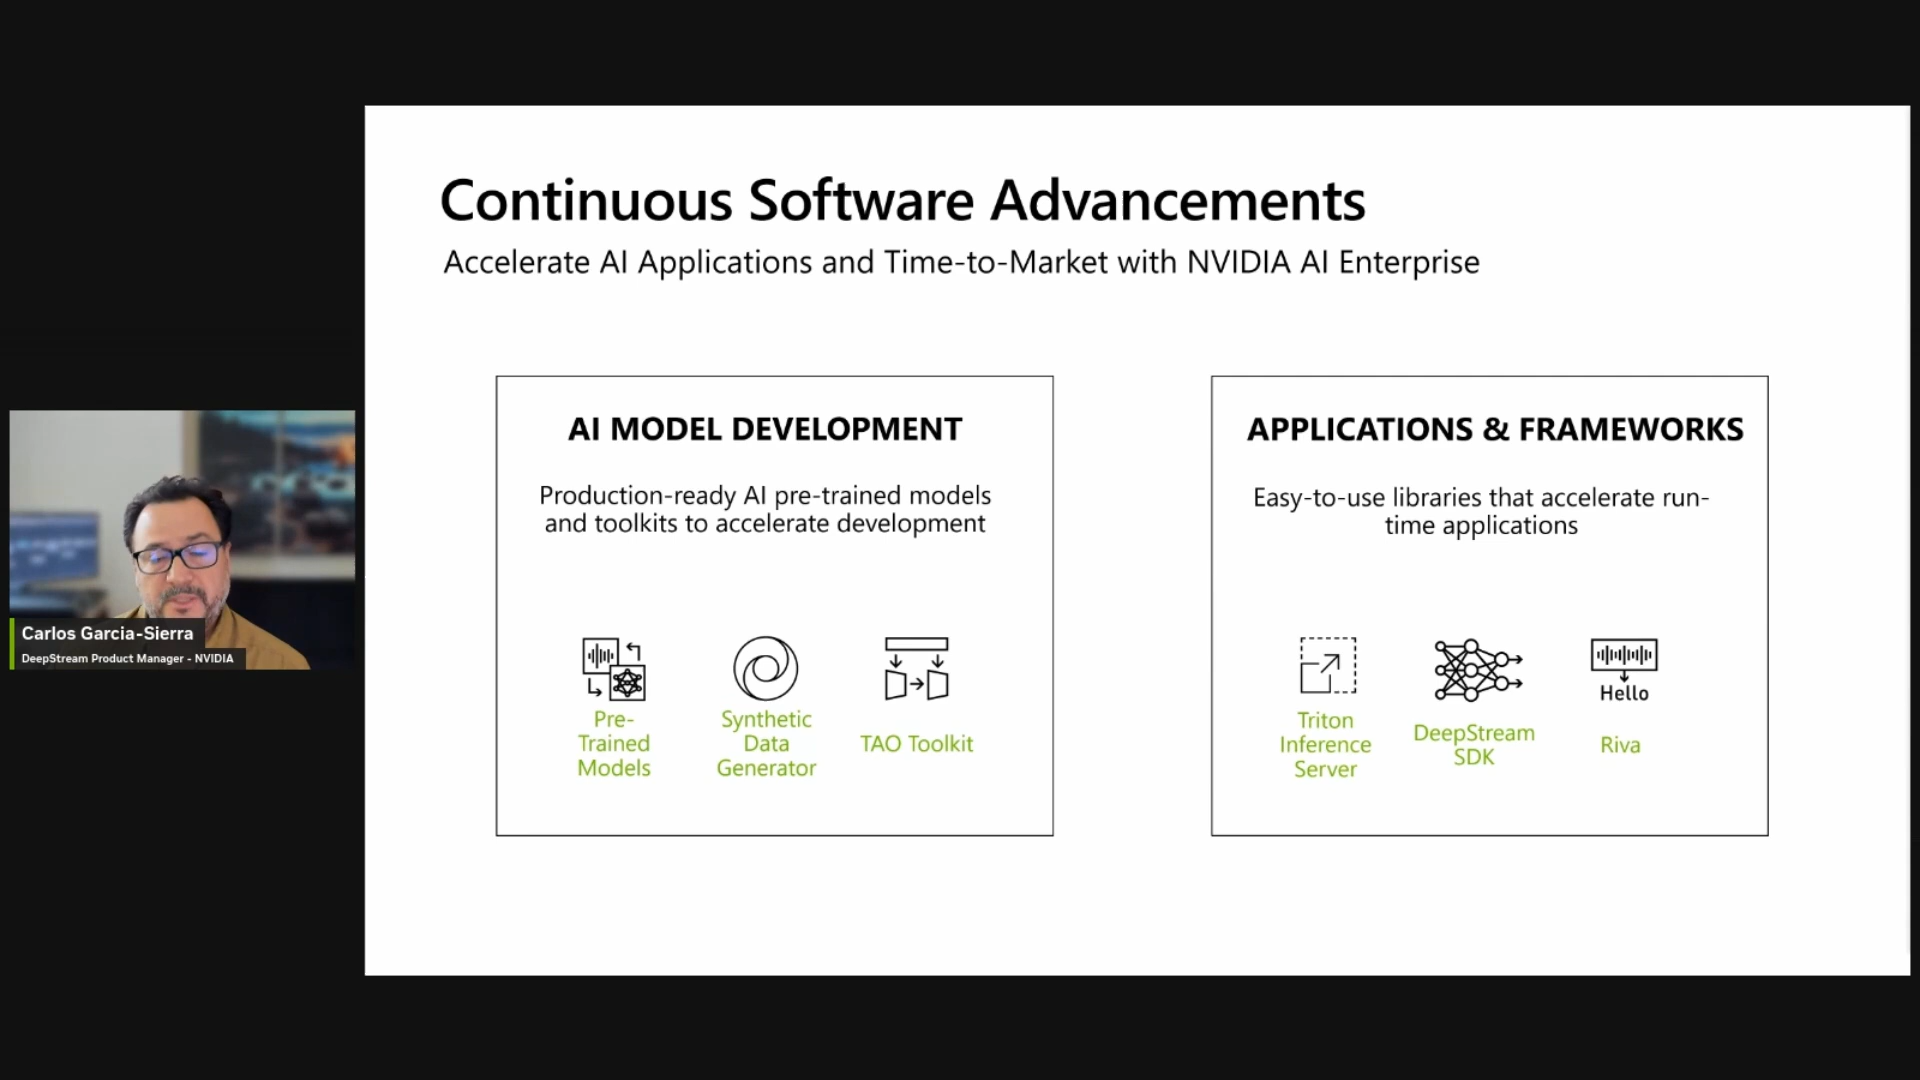 Continuous Software Advancements
Accelerate AI Applications and Time-to-Market with NVIDIA AI Enterprise
AI MODEL DEVELOPMENT
Production-ready AI pre-trained models
and toolkits to accelerate development
Pre-
Trained
Models
Synthetic
Data
Generator
TAO Toolkit
APPLICATIONS & FRAMEWORKS
Easy-to-use libraries that accelerate run-
time applications
Triton
Inference
Server
DeepStream
SDK
Hello
Riva
Carlos Garcia-Sierra
DeepStream Product Manager - NVIDIA